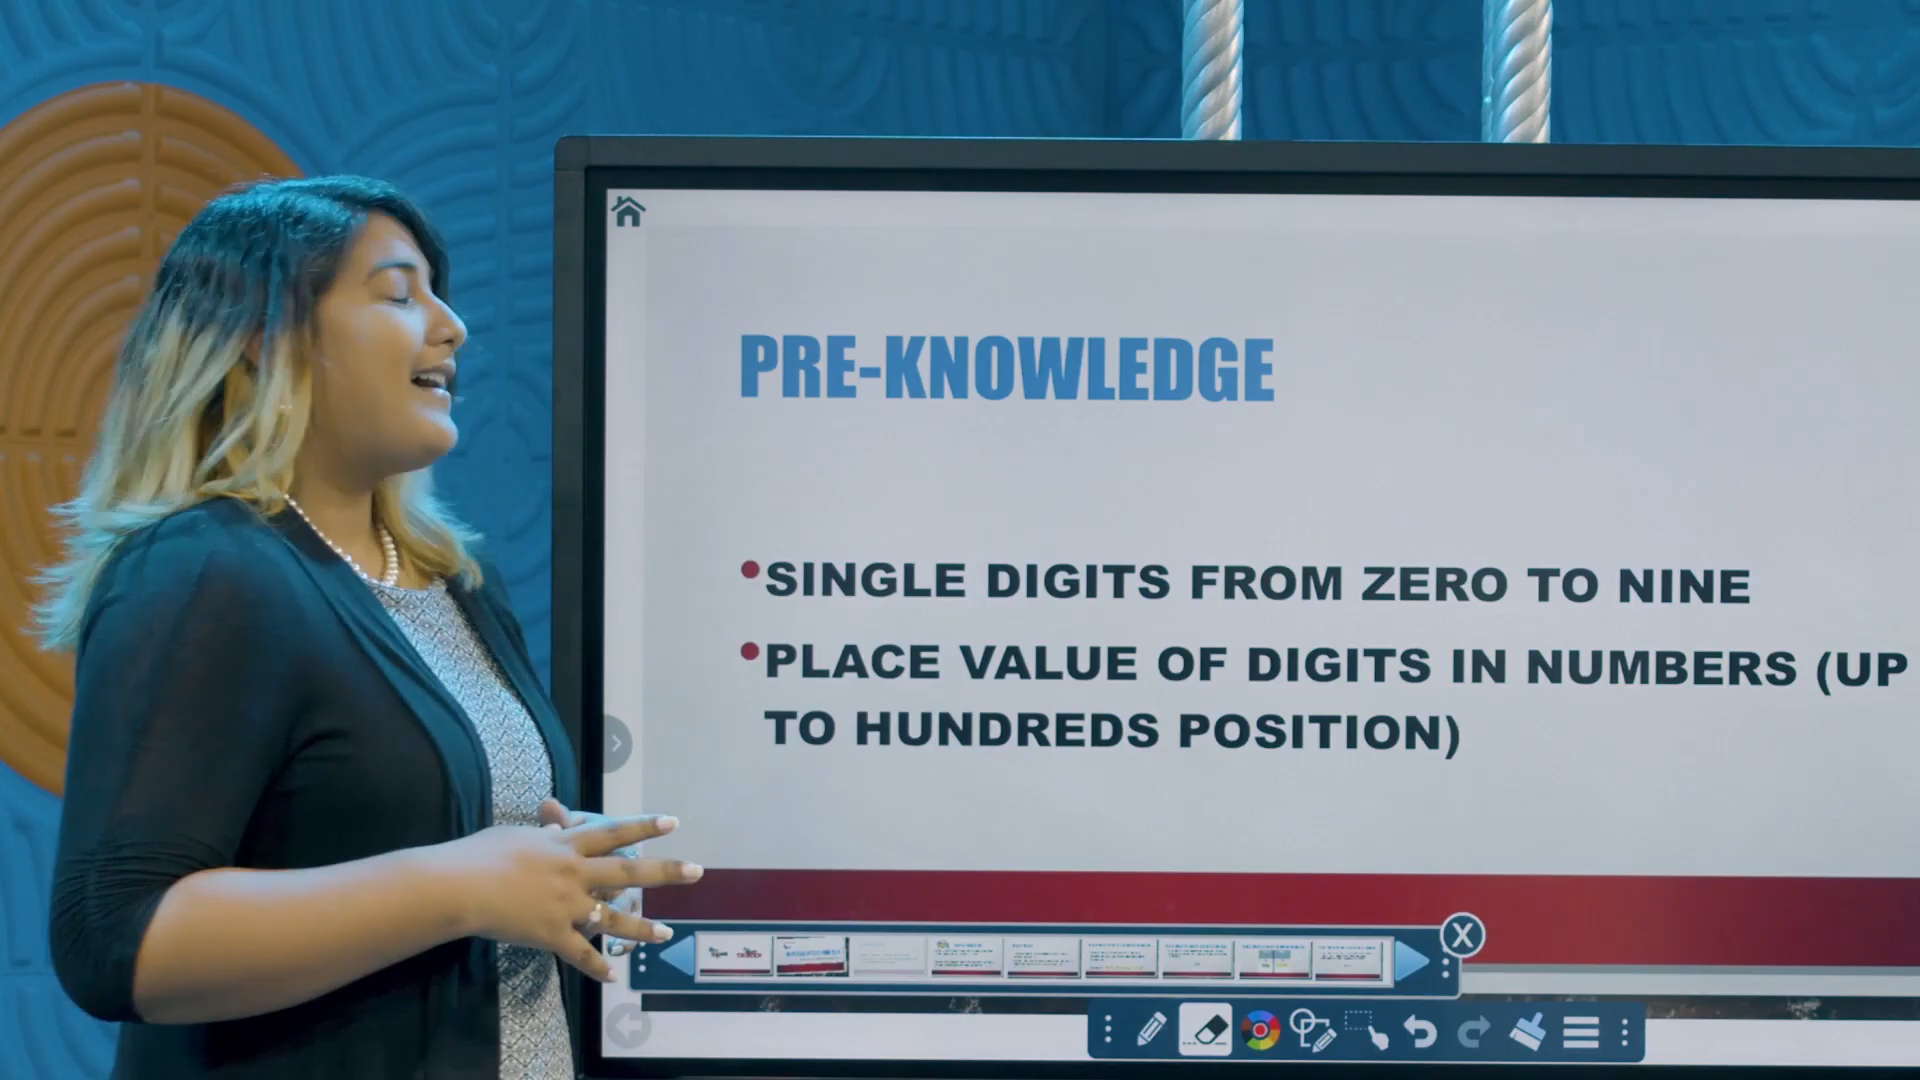 PRE-KNOWLEDGE
•SINGLE DIGITS FROM ZERO TO NINE
•PLACE VALUE OF DIGITS IN NUMBERS (UP
TO HUNDREDS POSITION)
X